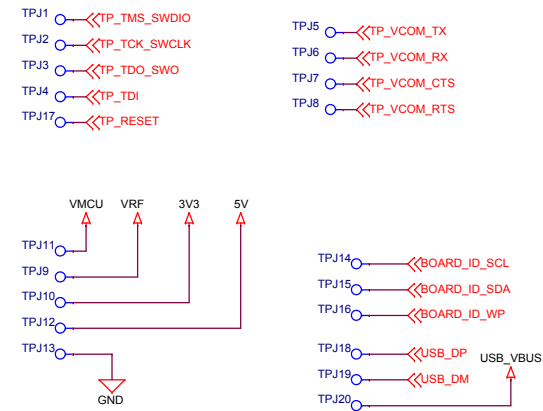 TPJ1 TP_TMS_SWDIO
TPJ2 TP_TCK_SWCLK
TPJ3 TP_TDO_SWO
TPJ4 TP_TDI
TPJ17 TP_RESET
TPJ5 TP_VCOM_TX
TPJ6 TP_VCOM_RX
TPJ7 TP_VCOM_CTS
TPJ8 TP_VCOM_RTS
VMCU VRF 3V3 5V
TPJ11
TPJ9
TPJ10
TPJ12
TPJ13
GND
TPJ14 BOARD_ID_SCL
TPJ15 BOARD_ID_SDA
TPJ16 BOARD_ID_WP
TPJ18 USB_DP
USB_VBUS
TPJ19 USB_DM
TPJ20